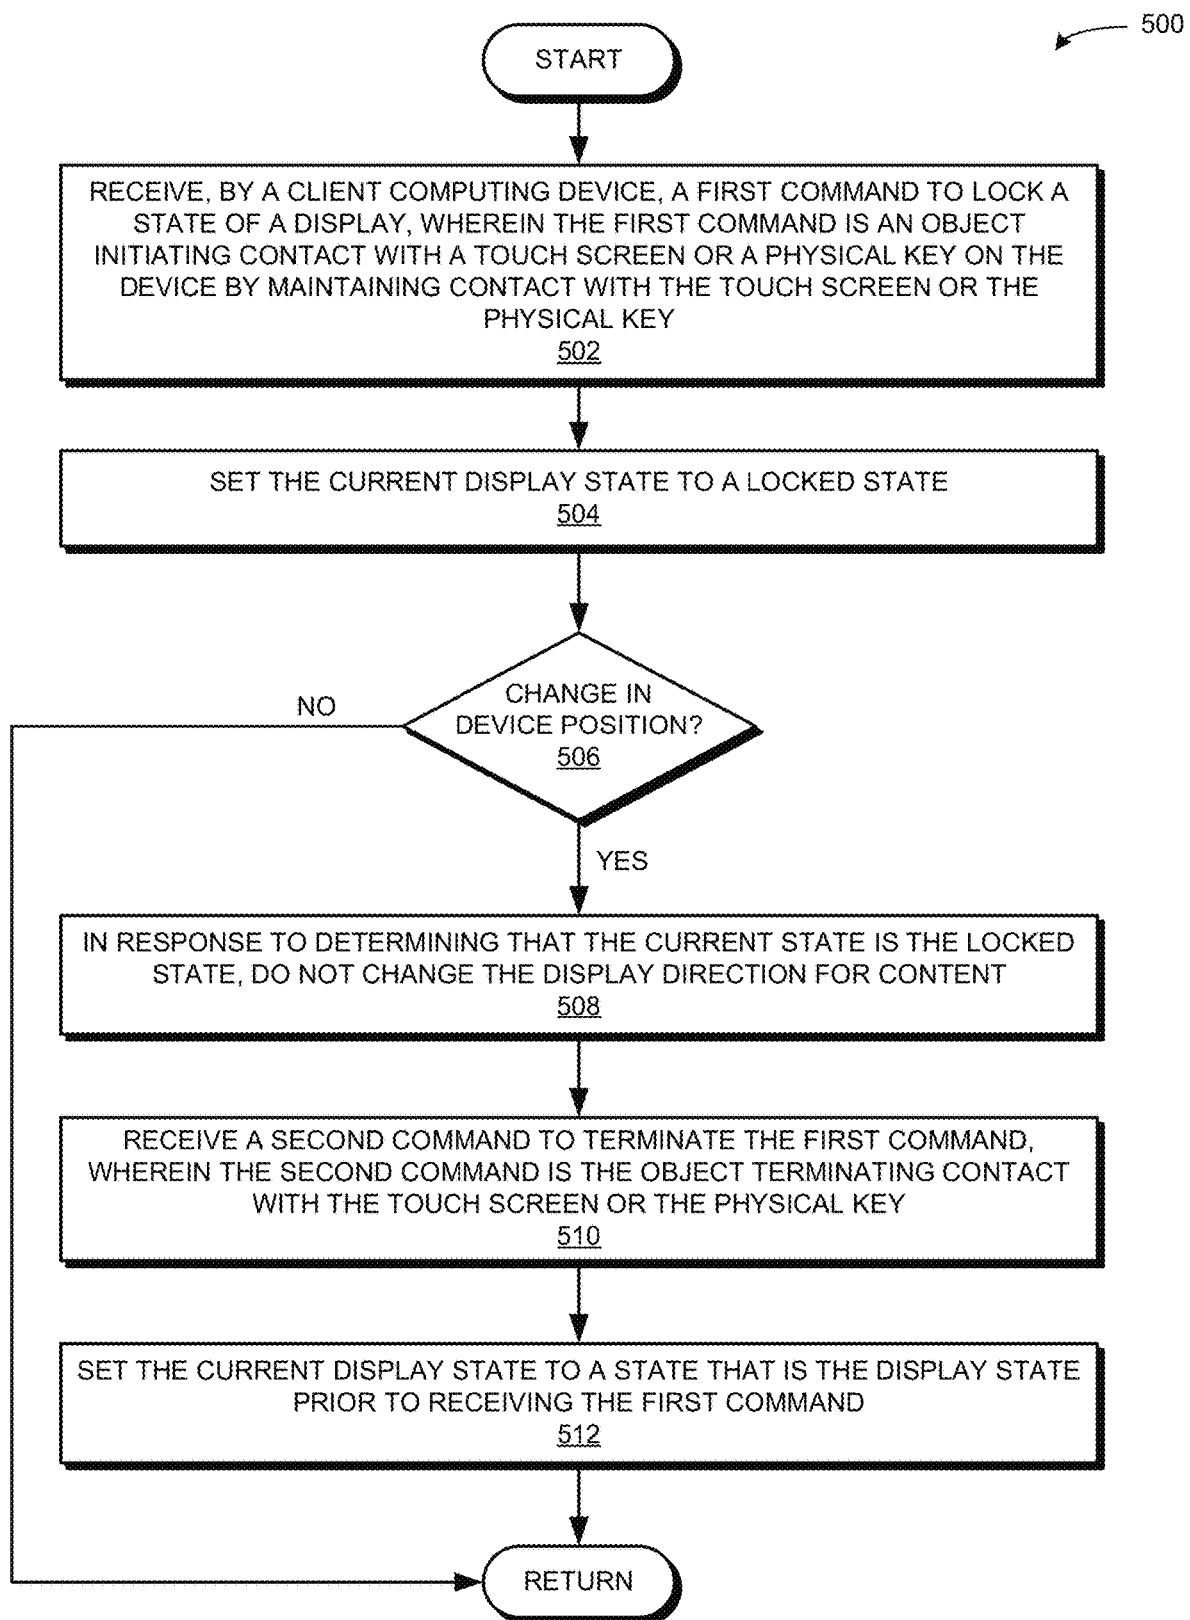 500
START
RECEIVE, BY A CLIENT COMPUTING DEVICE, A FIRST COMMAND TO LOCK A
STATE OF A DISPLAY, WHEREIN THE FIRST COMMAND IS AN OBJECT
INITIATING CONTACT WITH A TOUCH SCREEN OR A PHYSICAL KEY ON THE
DEVICE BY MAINTAINING CONTACT WITH THE TOUCH SCREEN OR THE
PHYSICAL KEY
502
SET THE CURRENT DISPLAY STATE TO A LOCKED STATE
504
CHANGE IN
DEVICE POSITION?
506
NO
YES
IN RESPONSE TO DETERMINING THAT THE CURRENT STATE IS THE LOCKED
STATE, DO NOT CHANGE THE DISPLAY DIRECTION FOR CONTENT
508
RECEIVE A SECOND COMMAND TO TERMINATE THE FIRST COMMAND,
WHEREIN THE SECOND COMMAND IS THE OBJECT TERMINATING CONTACT
WITH THE TOUCH SCREEN OR THE PHYSICAL KEY
510
SET THE CURRENT DISPLAY STATE TO A STATE THAT IS THE DISPLAY STATE
PRIOR TO RECEIVING THE FIRST COMMAND
512
RETURN